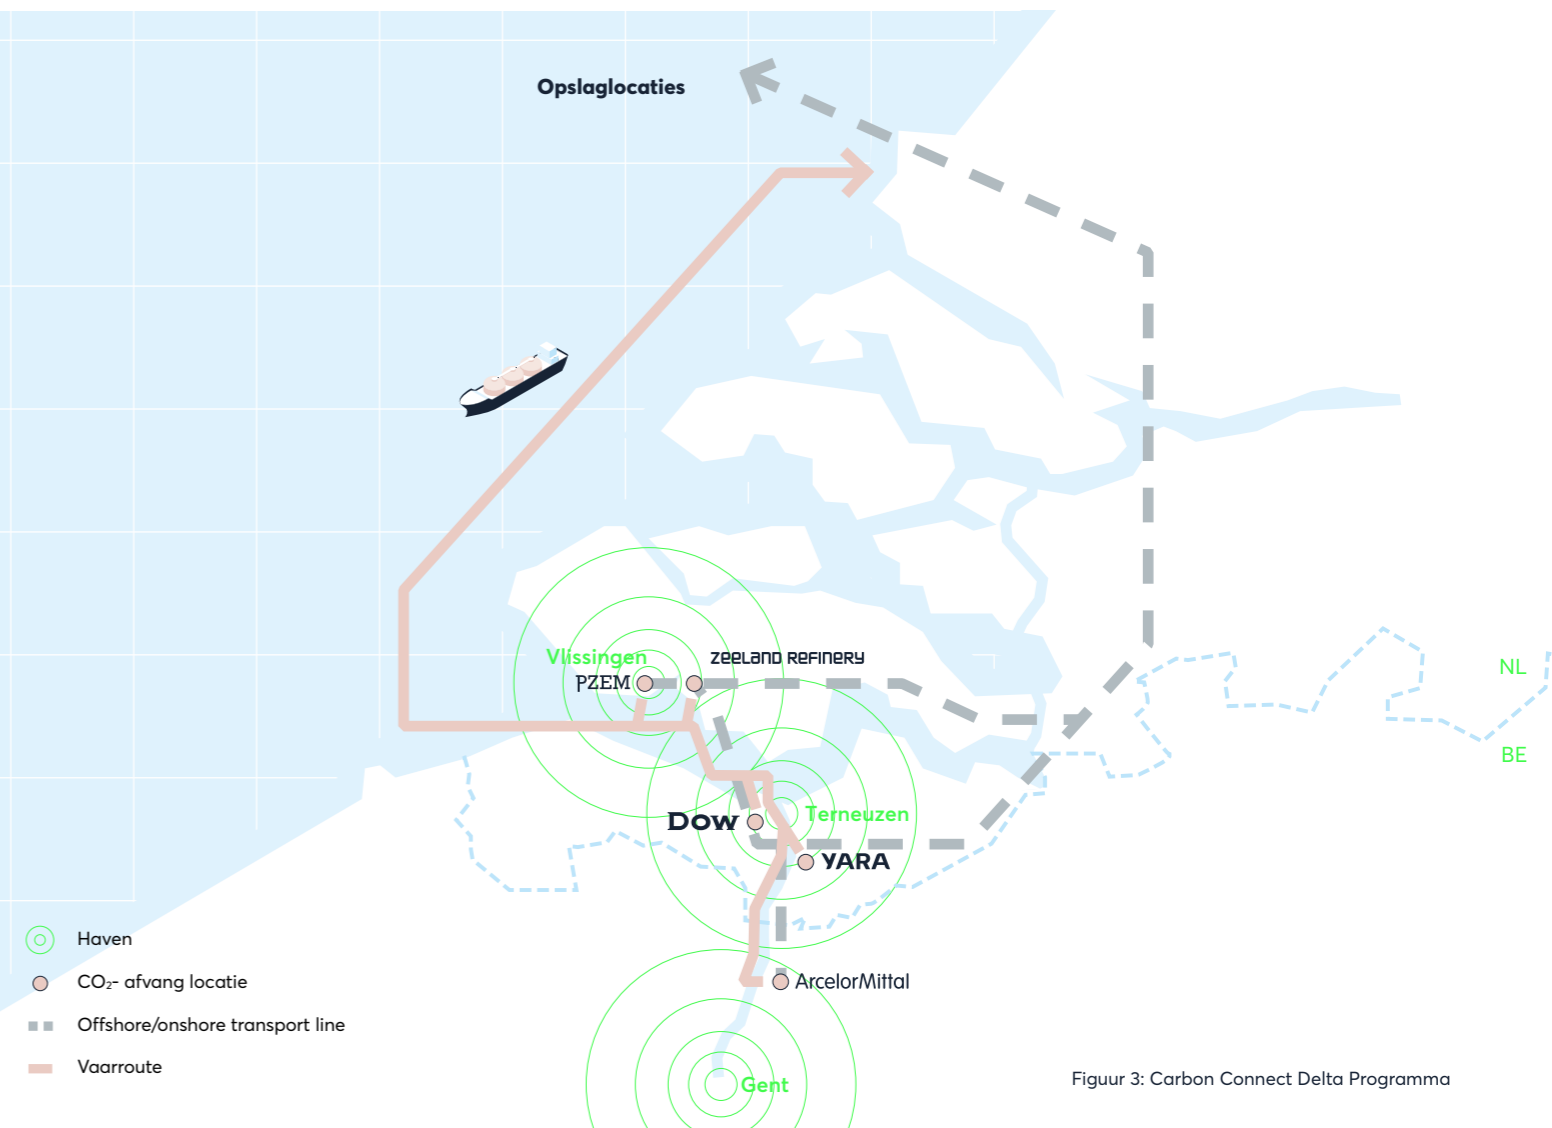 Opslaglocaties
Vlissingen
ZEELAND REFINERY
PZEM
NL
BE
Dow
Terneuzen
YARA
Haven
CO₂- afvang locatie
ArcelorMittal
Offshore/onshore transport line
Vaarroute
Gent
Figuur 3: Carbon Connect Delta Programma